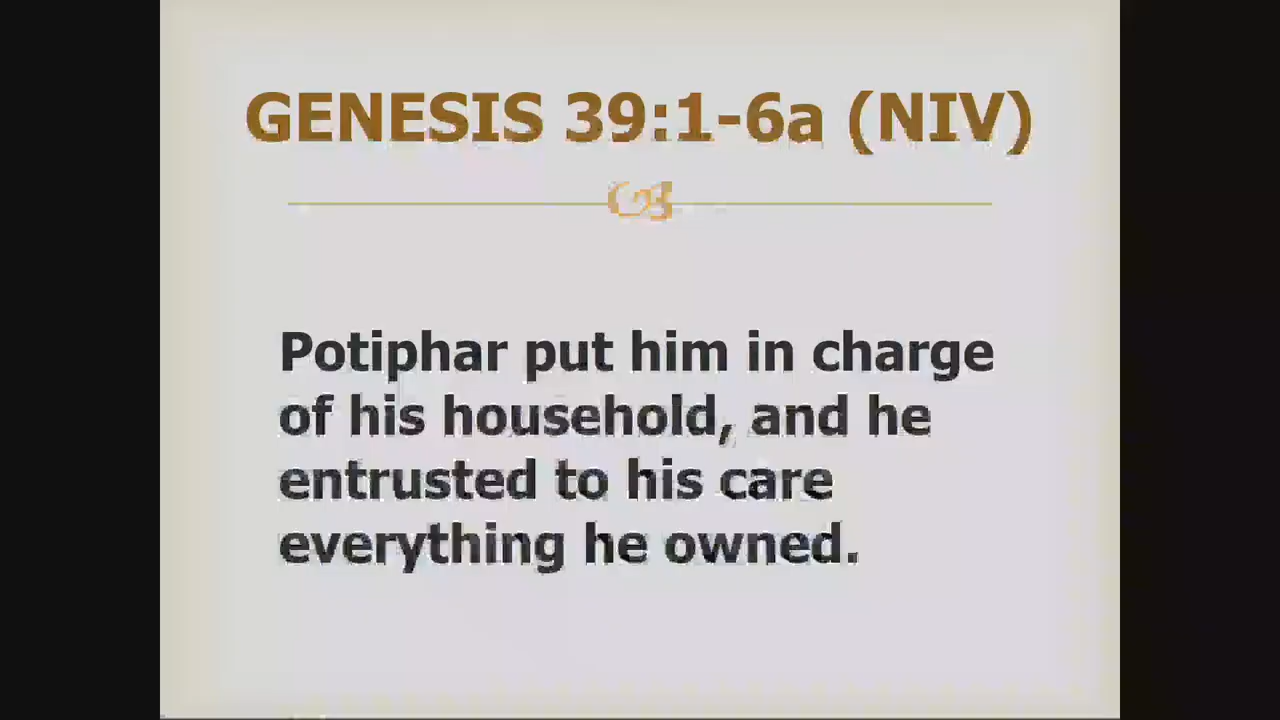 GENESIS 39:1-6a (NIV)
Potiphar put him in charge
of his household, and he
entrusted to his care
everything he owned.